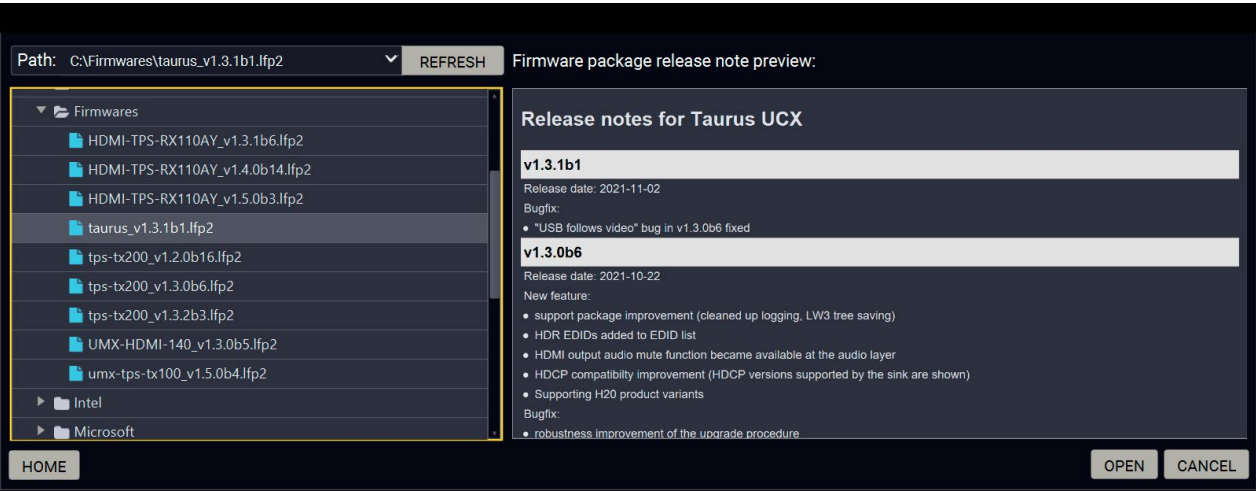 Path: C:\Firmwares\taurus_v1.3.1b1.lfp2 REFRESH
Firmware package release note preview:
Firmwares
HDMI-TPS-RX110AY_v1.3.1b6.lfp2
HDMI-TPS-RX110AY_v1.4.0b14.lfp2
HDMI-TPS-RX110AY_v1.5.0b3.lfp2
taurus_v1.3.1b1.lfp2
tps-tx200_v1.2.0b16.lfp2
tps-tx200_v1.3.0b6.lfp2
tps-tx200_v1.3.2b3.lfp2
UMX-HDMI-140_v1.3.0b5.lfp2
umx-tps-tx100_v1.5.0b4.lfp2
Intel
Microsoft
Release notes for Taurus UCX
v1.3.1b1
Release date: 2021-11-02
Bugfix:
• "USB follows video" bug in v1.3.0b6 fixed
v1.3.0b6
Release date: 2021-10-22
New feature:
• support package improvement (cleaned up logging, LW3 tree saving)
• HDR EDIDs added to EDID list
• HDMI output audio mute function became available at the audio layer
• HDCP compatibilty improvement (HDCP versions supported by the sink are shown)
• Supporting H20 product variants
Bugfix:
• robustness improvement of the upgrade procedure
HOME
OPEN
CANCEL